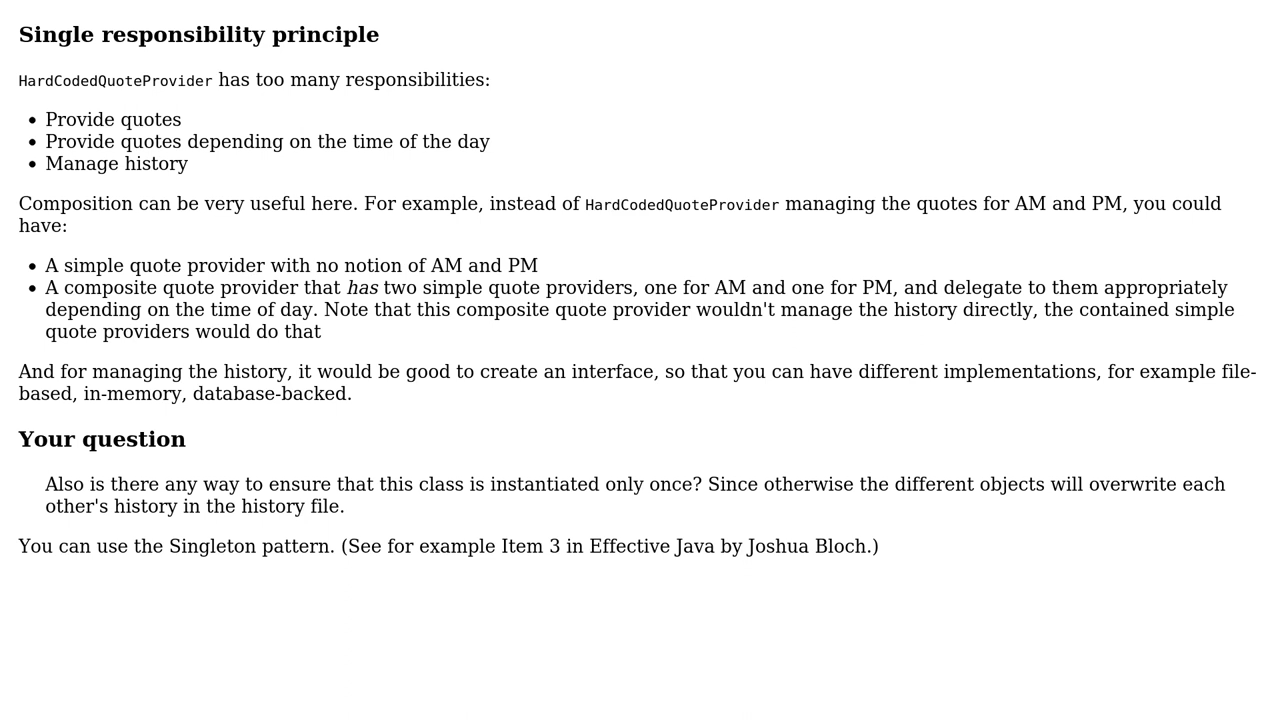 Single responsibility principle
HardCodedQuoteProvider has too many responsibilities:
• Provide quotes
• Provide quotes depending on the time of the day
• Manage history
Composition can be very useful here. For example, instead of HardCodedQuoteProvider managing the quotes for AM and PM, you could
have:
• A simple quote provider with no notion of AM and PM
• A composite quote provider that has two simple quote providers, one for AM and one for PM, and delegate to them appropriately
depending on the time of day. Note that this composite quote provider wouldn't manage the history directly, the contained simple
quote providers would do that
And for managing the history, it would be good to create an interface, so that you can have different implementations, for example file-
based, in-memory, database-backed.
Your question
Also is there any way to ensure that this class is instantiated only once? Since otherwise the different objects will overwrite each
other's history in the history file.
You can use the Singleton pattern. (See for example Item 3 in Effective Java by Joshua Bloch.)